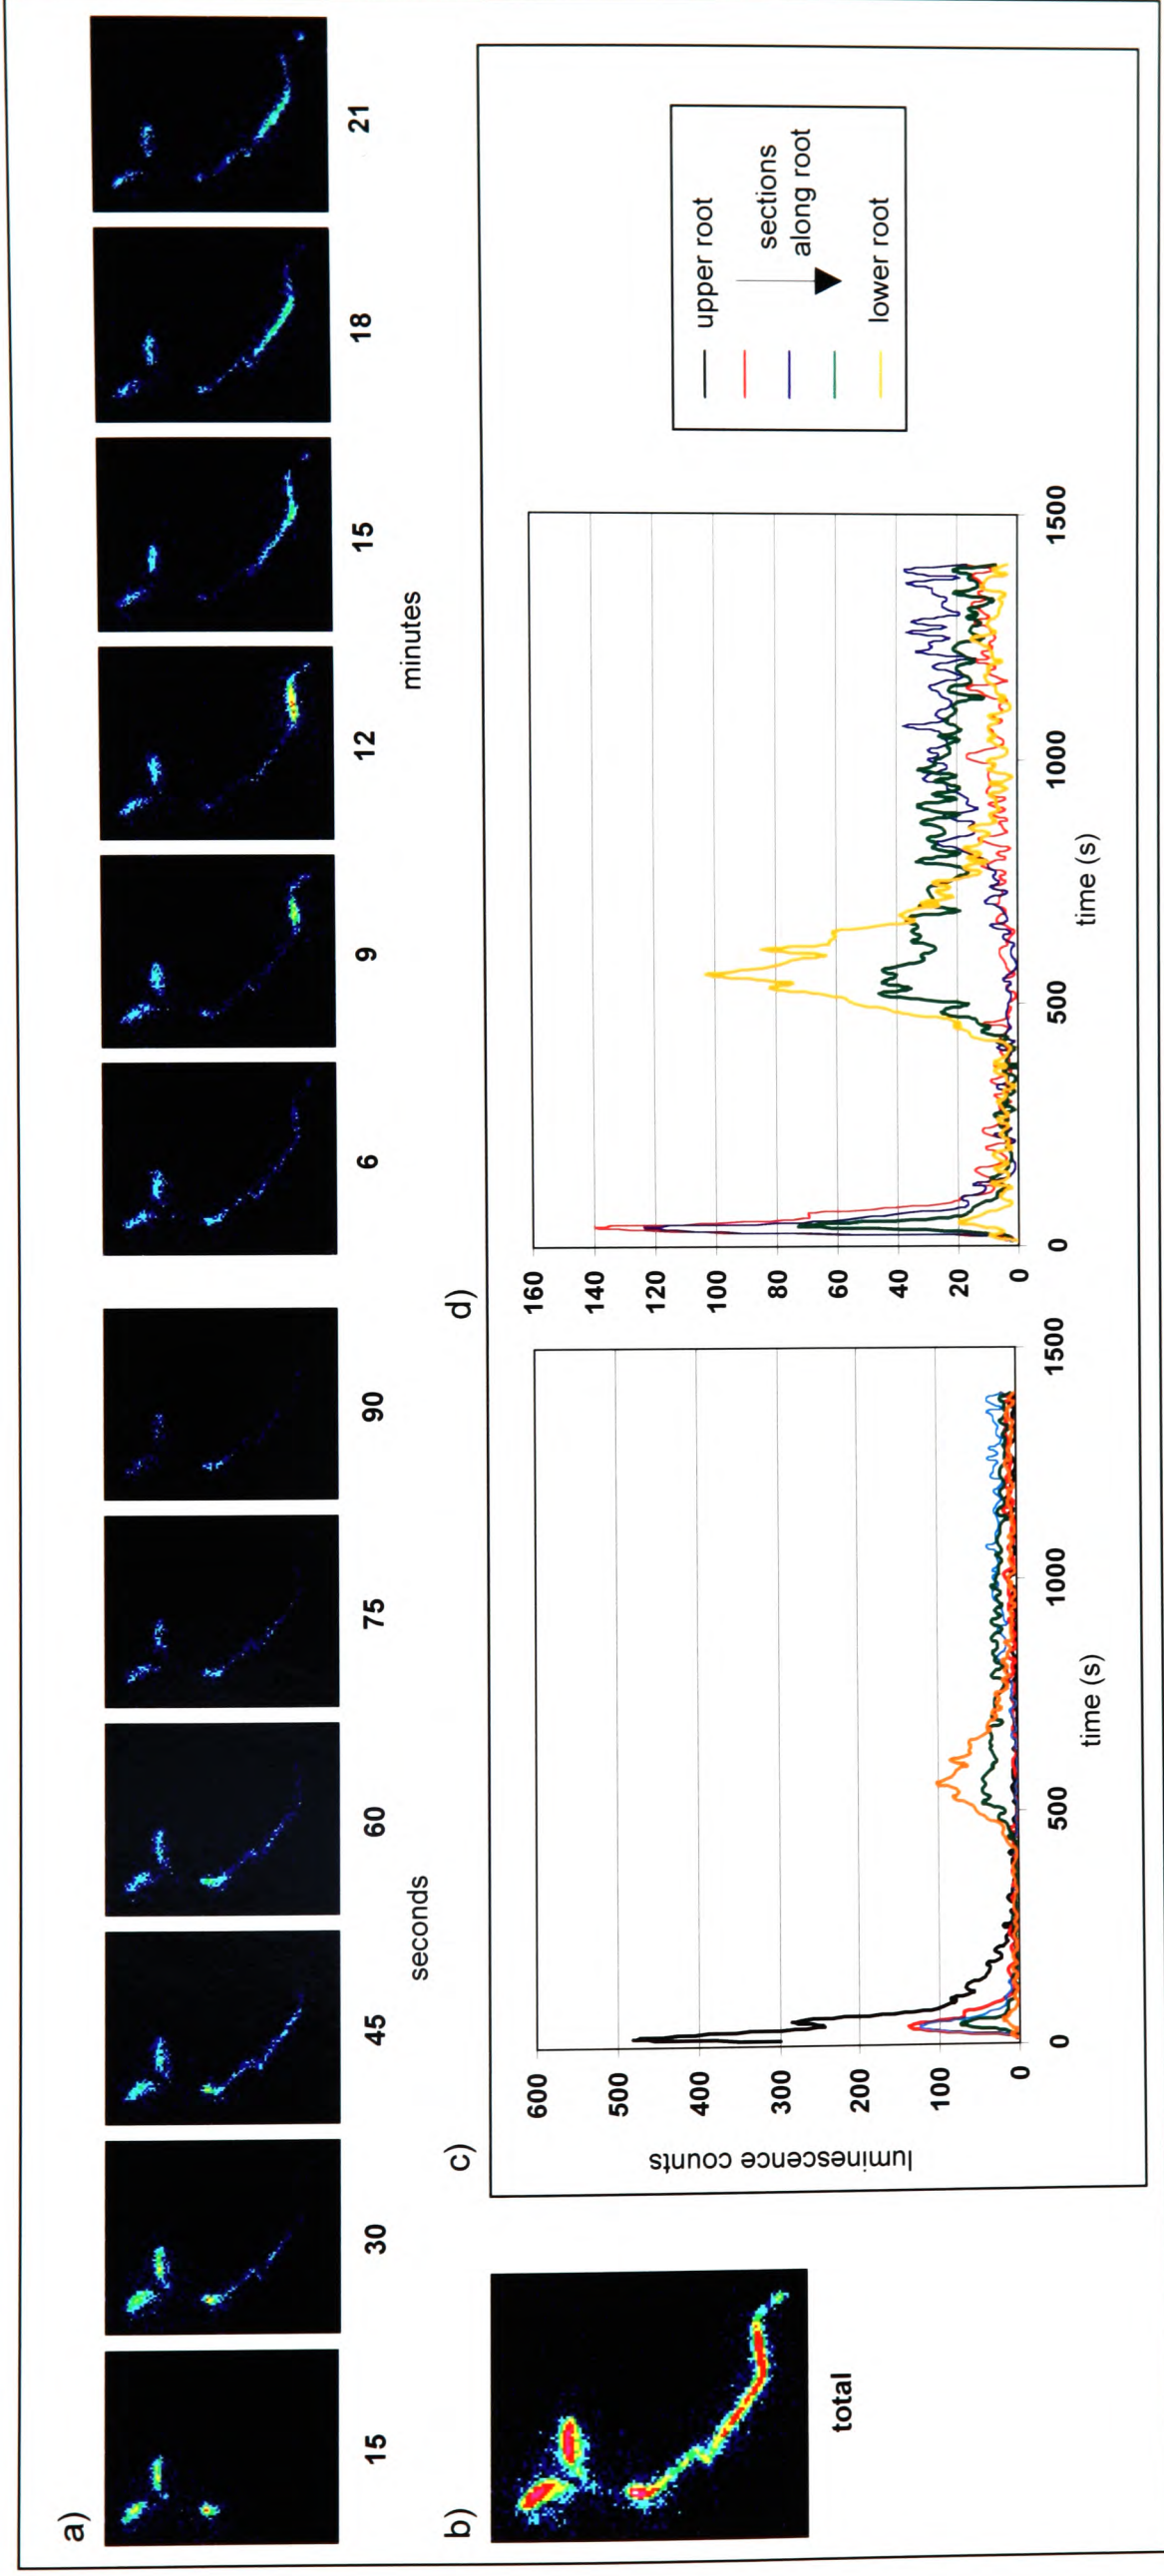 a)
15 30 45 60 75 90 6 9 12 15 18 21
seconds minutes
b)
total
c)
luminescence counts
600
500
400
300
200
100
0
0 500 1000 1500
time (s)
d)
160
140
120
100
80
60
40
20
0
0 500 1000 1500
time (s)
upper root
sections
along root
lower root